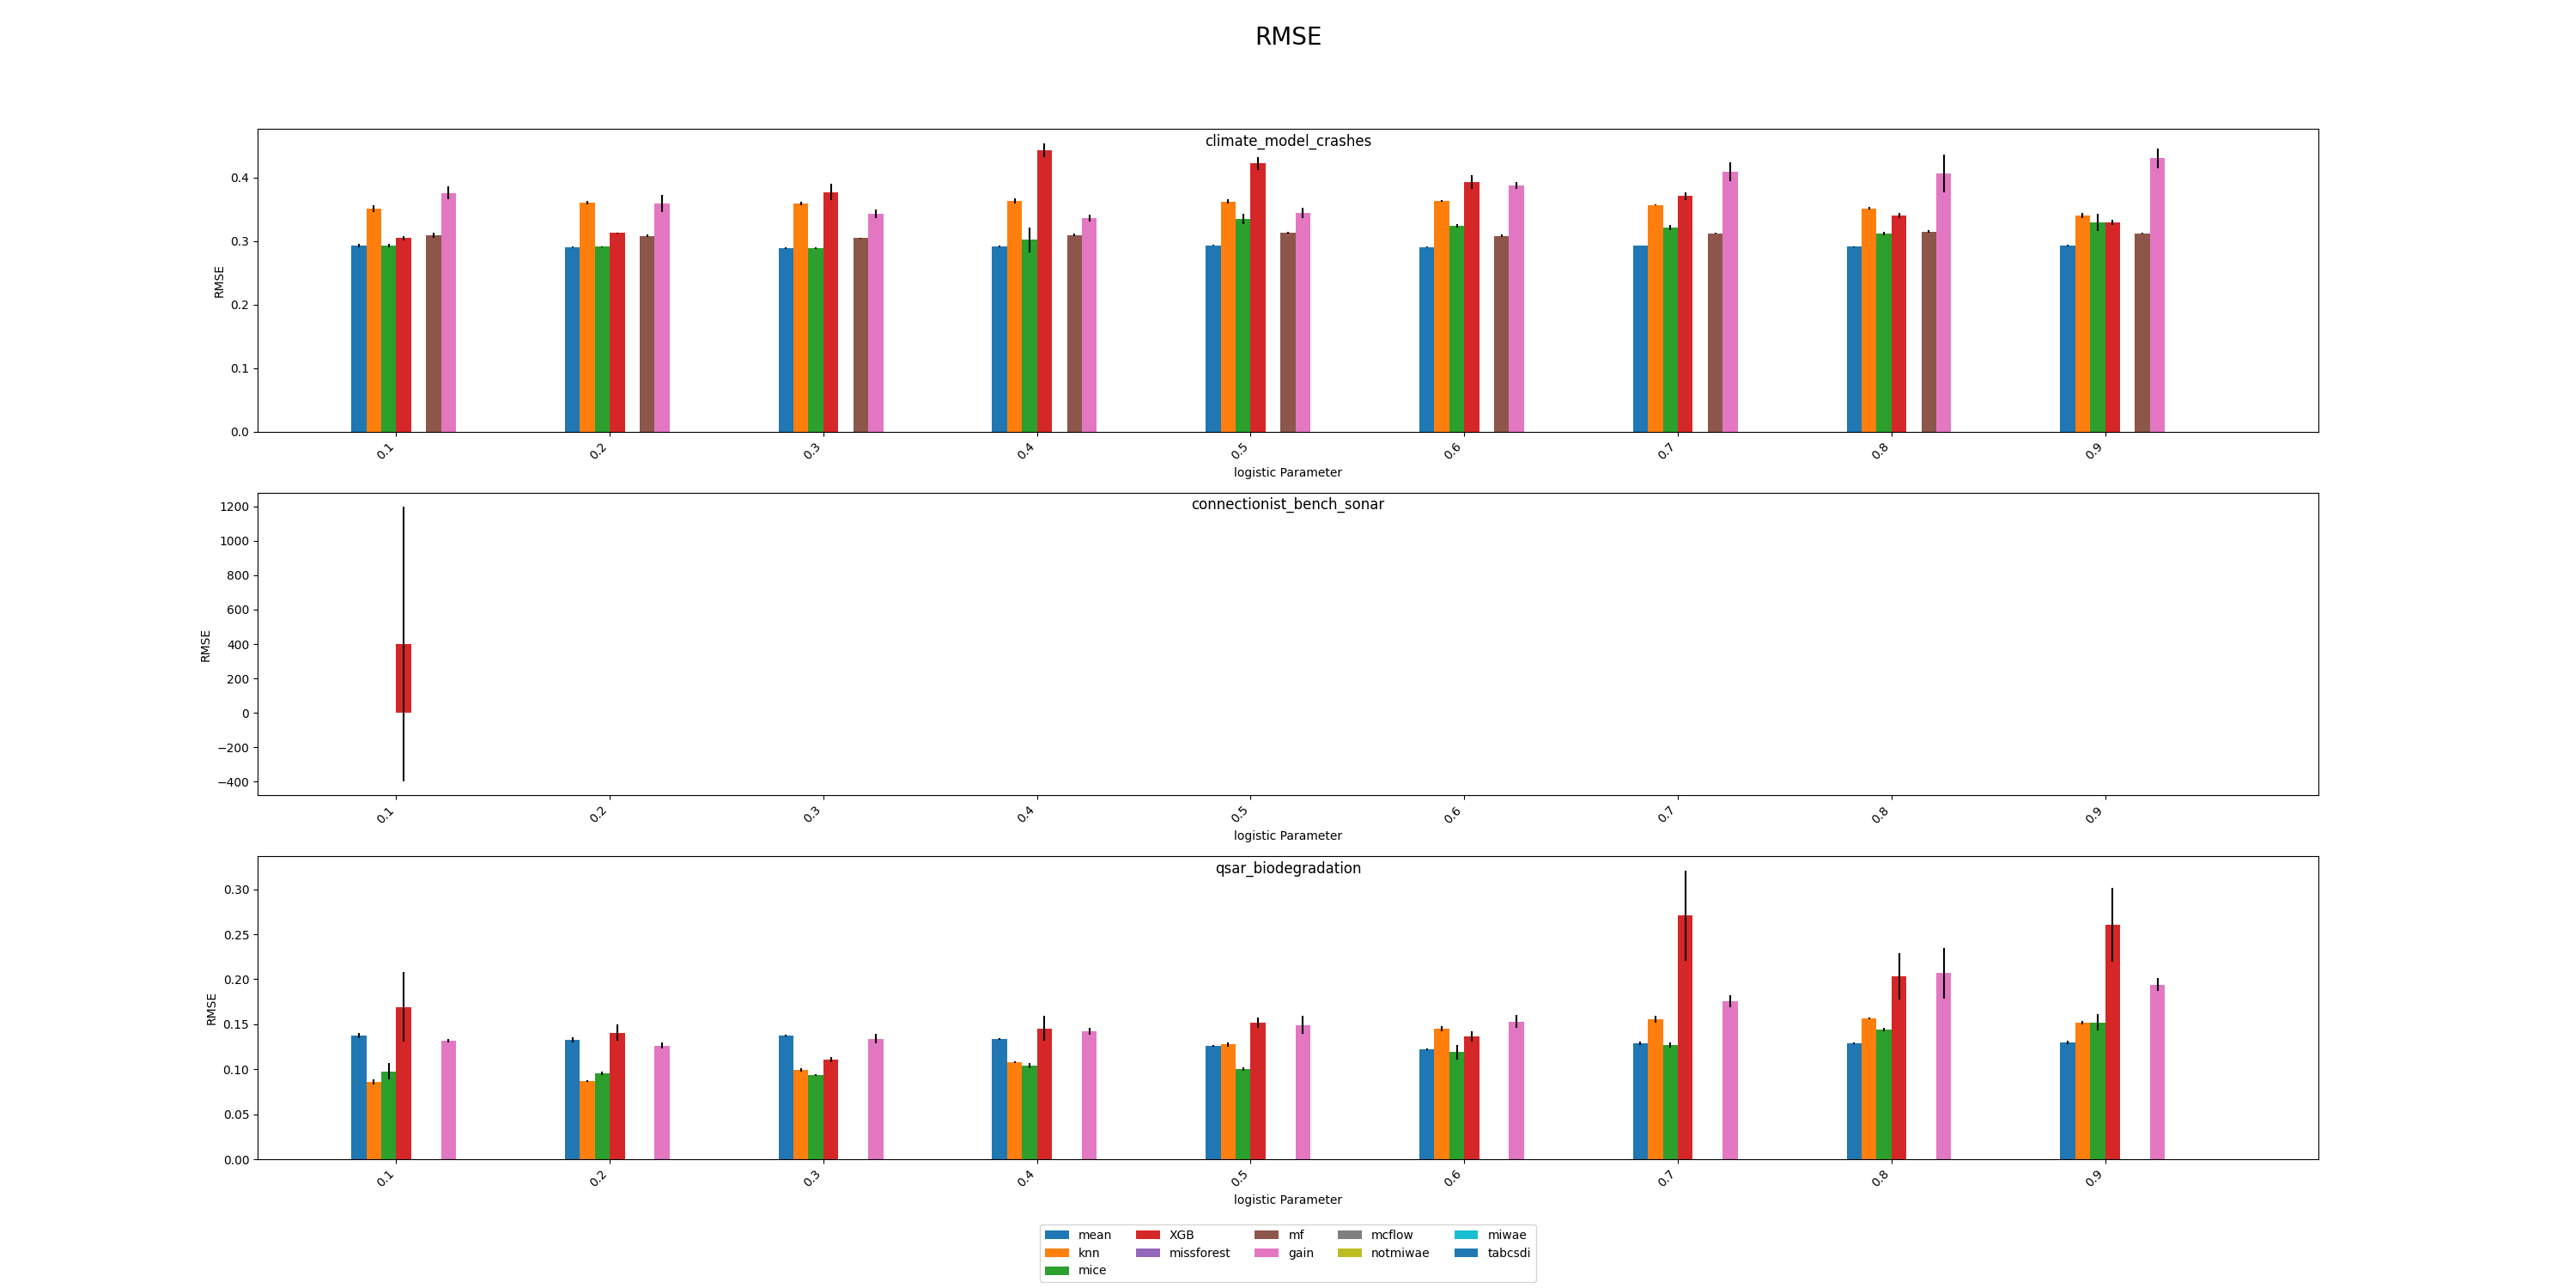 RMSE
climate_model_crashes
0.4
0.3
0.2
0.1
0.0
RMSE
0.1 0.2 0.3 0.4 0.5 0.6 0.7 0.8 0.9
logistic Parameter
connectionist_bench_sonar
1200
1000
800
600
400
200
0
−200
−400
RMSE
0.1 0.2 0.3 0.4 0.5 0.6 0.7 0.8 0.9
logistic Parameter
qsar_biodegradation
0.30
0.25
0.20
0.15
0.10
0.05
0.00
RMSE
0.1 0.2 0.3 0.4 0.5 0.6 0.7 0.8 0.9
logistic Parameter
mean XGB mf mcflow miwae
knn missforest gain notmiwae tabcsdi
mice